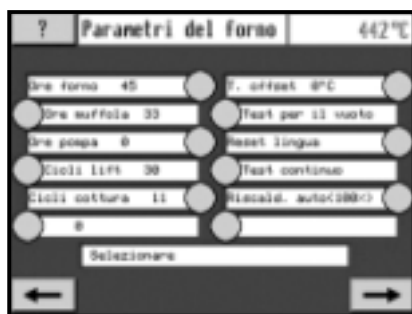 ? Parametri del forno 442°C
Ore forno 45
T. offset 0°C
Ore muffola 33
Test per il vuoto
Ore pompa 0
Reset lingua
Cicli lift 30
Test continuo
Cicli cottura 11
Riscald. auto<100<>
0
Selezionare